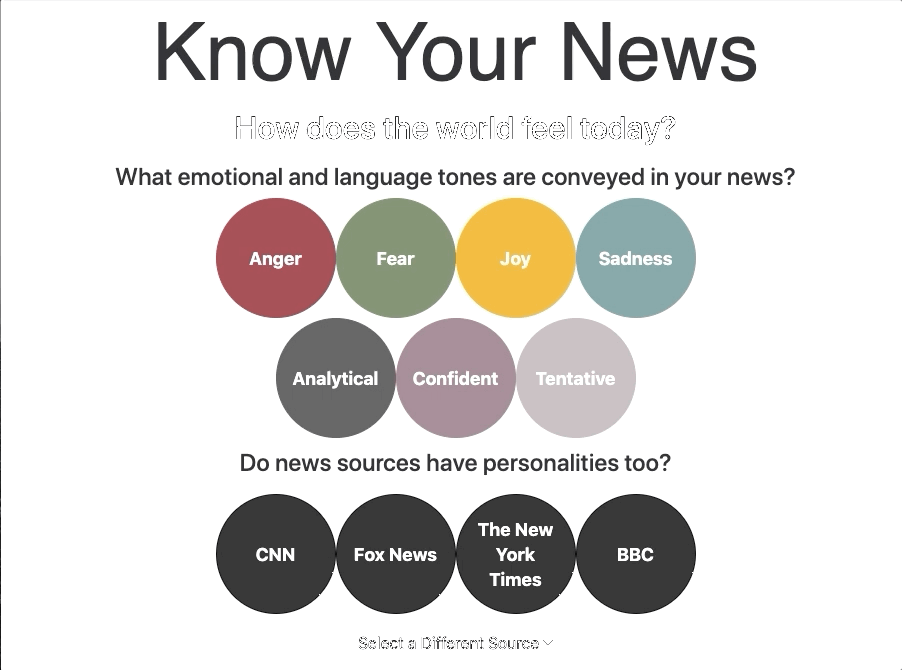 Know Your News
How does the world feel today?
What emotional and language tones are conveyed in your news?
Anger Fear Joy Sadness
Analytical Confident Tentative
Do news sources have personalities too?
CNN Fox News The New York Times BBC
Select a Different Source